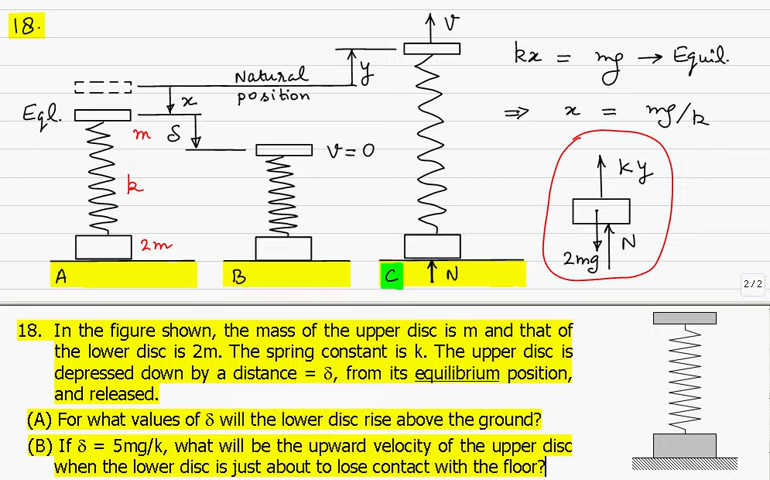 18.
V
Natural
position
y
kx = mg → Equil.
x
⇒ x = mg/k
Eql.
m
δ
V = 0
k
ky
N
2mg
2m
A
B
C
N
2/2
18. In the figure shown, the mass of the upper disc is m and that of
the lower disc is 2m. The spring constant is k. The upper disc is
depressed down by a distance = δ, from its equilibrium position,
and released.
(A) For what values of δ will the lower disc rise above the ground?
(B) If δ = 5mg/k, what will be the upward velocity of the upper disc
when the lower disc is just about to lose contact with the floor?